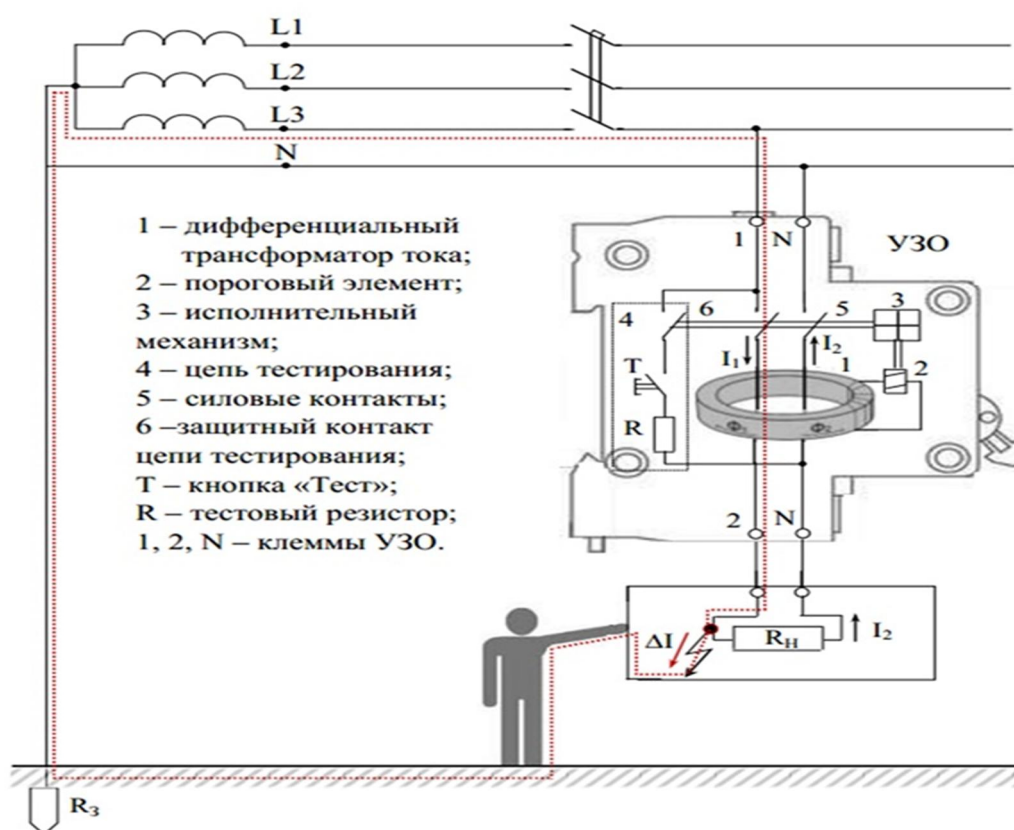 L1
L2
L3
N
1 – дифференциальный
трансформатор тока;
2 – пороговый элемент;
3 – исполнительный
механизм;
4 – цепь тестирования;
5 – силовые контакты;
6 –защитный контакт
цепи тестирования;
Т – кнопка «Тест»;
R – тестовый резистор;
1, 2, N – клеммы УЗО.
1 N
УЗО
4
6
5
3
I1
I2
1
2
T
R
Ф
Ф
2 N
ΔI
RН
I2
RЗ